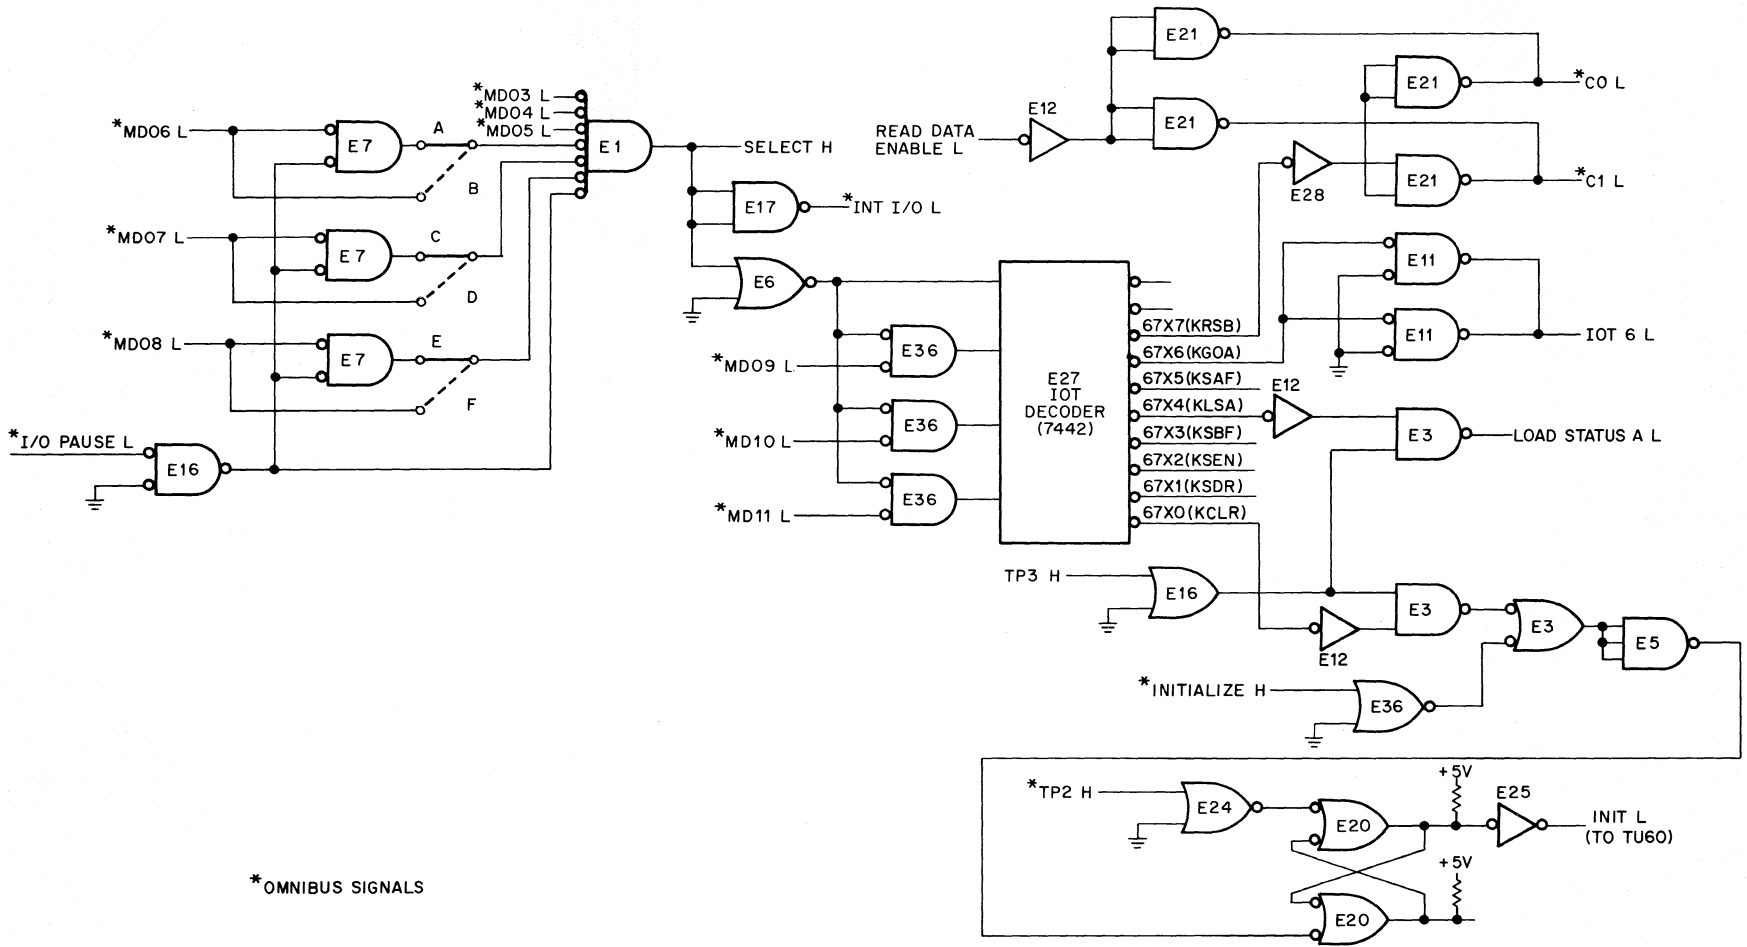 E21
E21
*C0 L
E12
E21
READ DATA
ENABLE L
E28
E21
*C1 L
*MD03 L
*MD04 L
*MD05 L
*MD06 L
E7
A
B
E1
SELECT H
E17
*INT I/O L
*MD07 L
E7
C
D
E6
E11
E11
IOT 6 L
*MD08 L
E7
E
F
E36
*MD09 L
E36
*MD10 L
E36
*MD11 L
E27
IOT
DECODER
(7442)
67X7(KRSB)
67X6(KGOA)
67X5(KSAF)
67X4(KLSA)
67X3(KSBF)
67X2(KSEN)
67X1(KSDR)
67X0(KCLR)
E12
E3
LOAD STATUS A L
*I/O PAUSE L
E16
TP3 H
E16
E12
E3
E3
E5
*INITIALIZE H
E36
*TP2 H
E24
E20
+5V
E25
INIT L
(TO TU60)
+5V
E20
*OMNIBUS SIGNALS